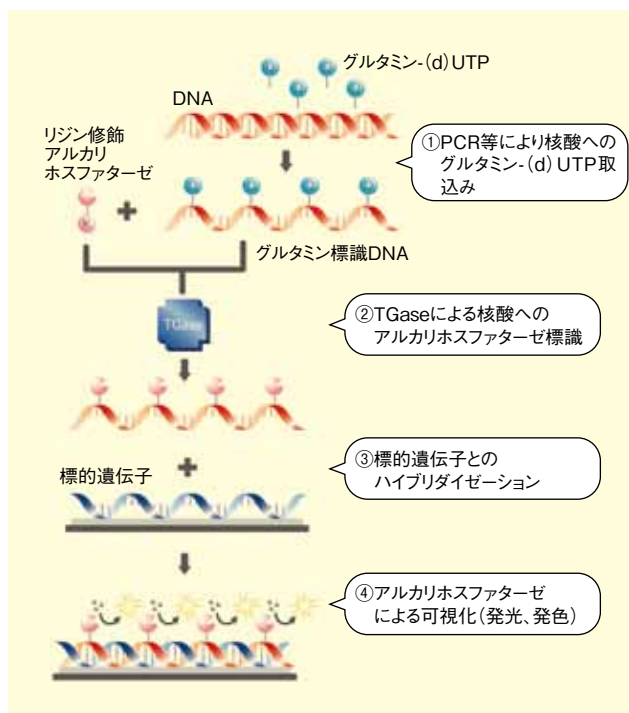 グルタミン-(d)UTP
DNA
リジン修飾
アルカリ
ホスファターゼ
①PCR等により核酸への
グルタミン-(d)UTP取
込み
グルタミン標識DNA
TGase
②TGaseによる核酸への
アルカリホスファターゼ標識
③標的遺伝子との
ハイブリダイゼーション
標的遺伝子
④アルカリホスファターゼ
による可視化(発光、発色)